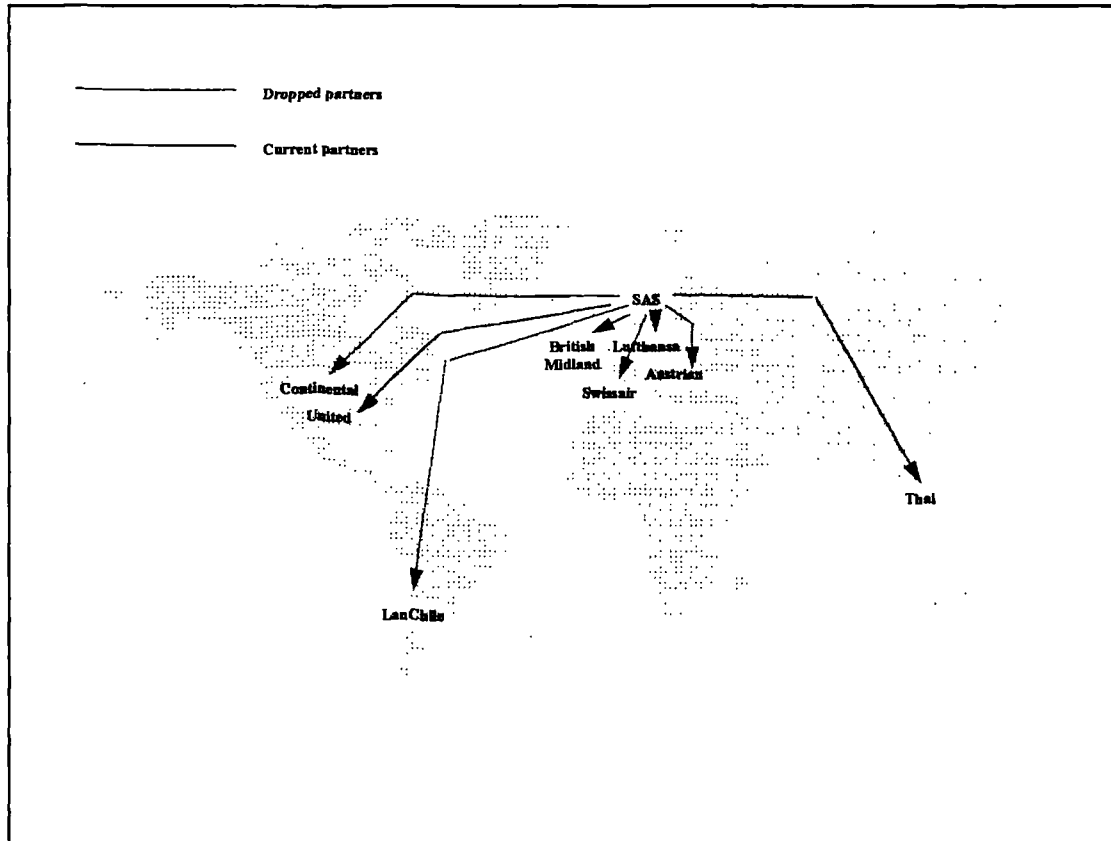 Dropped partners
Current partners
SAS
British
Midland
Lufthansa
Austrian
Swissair
Continental
United
Thai
LanChile